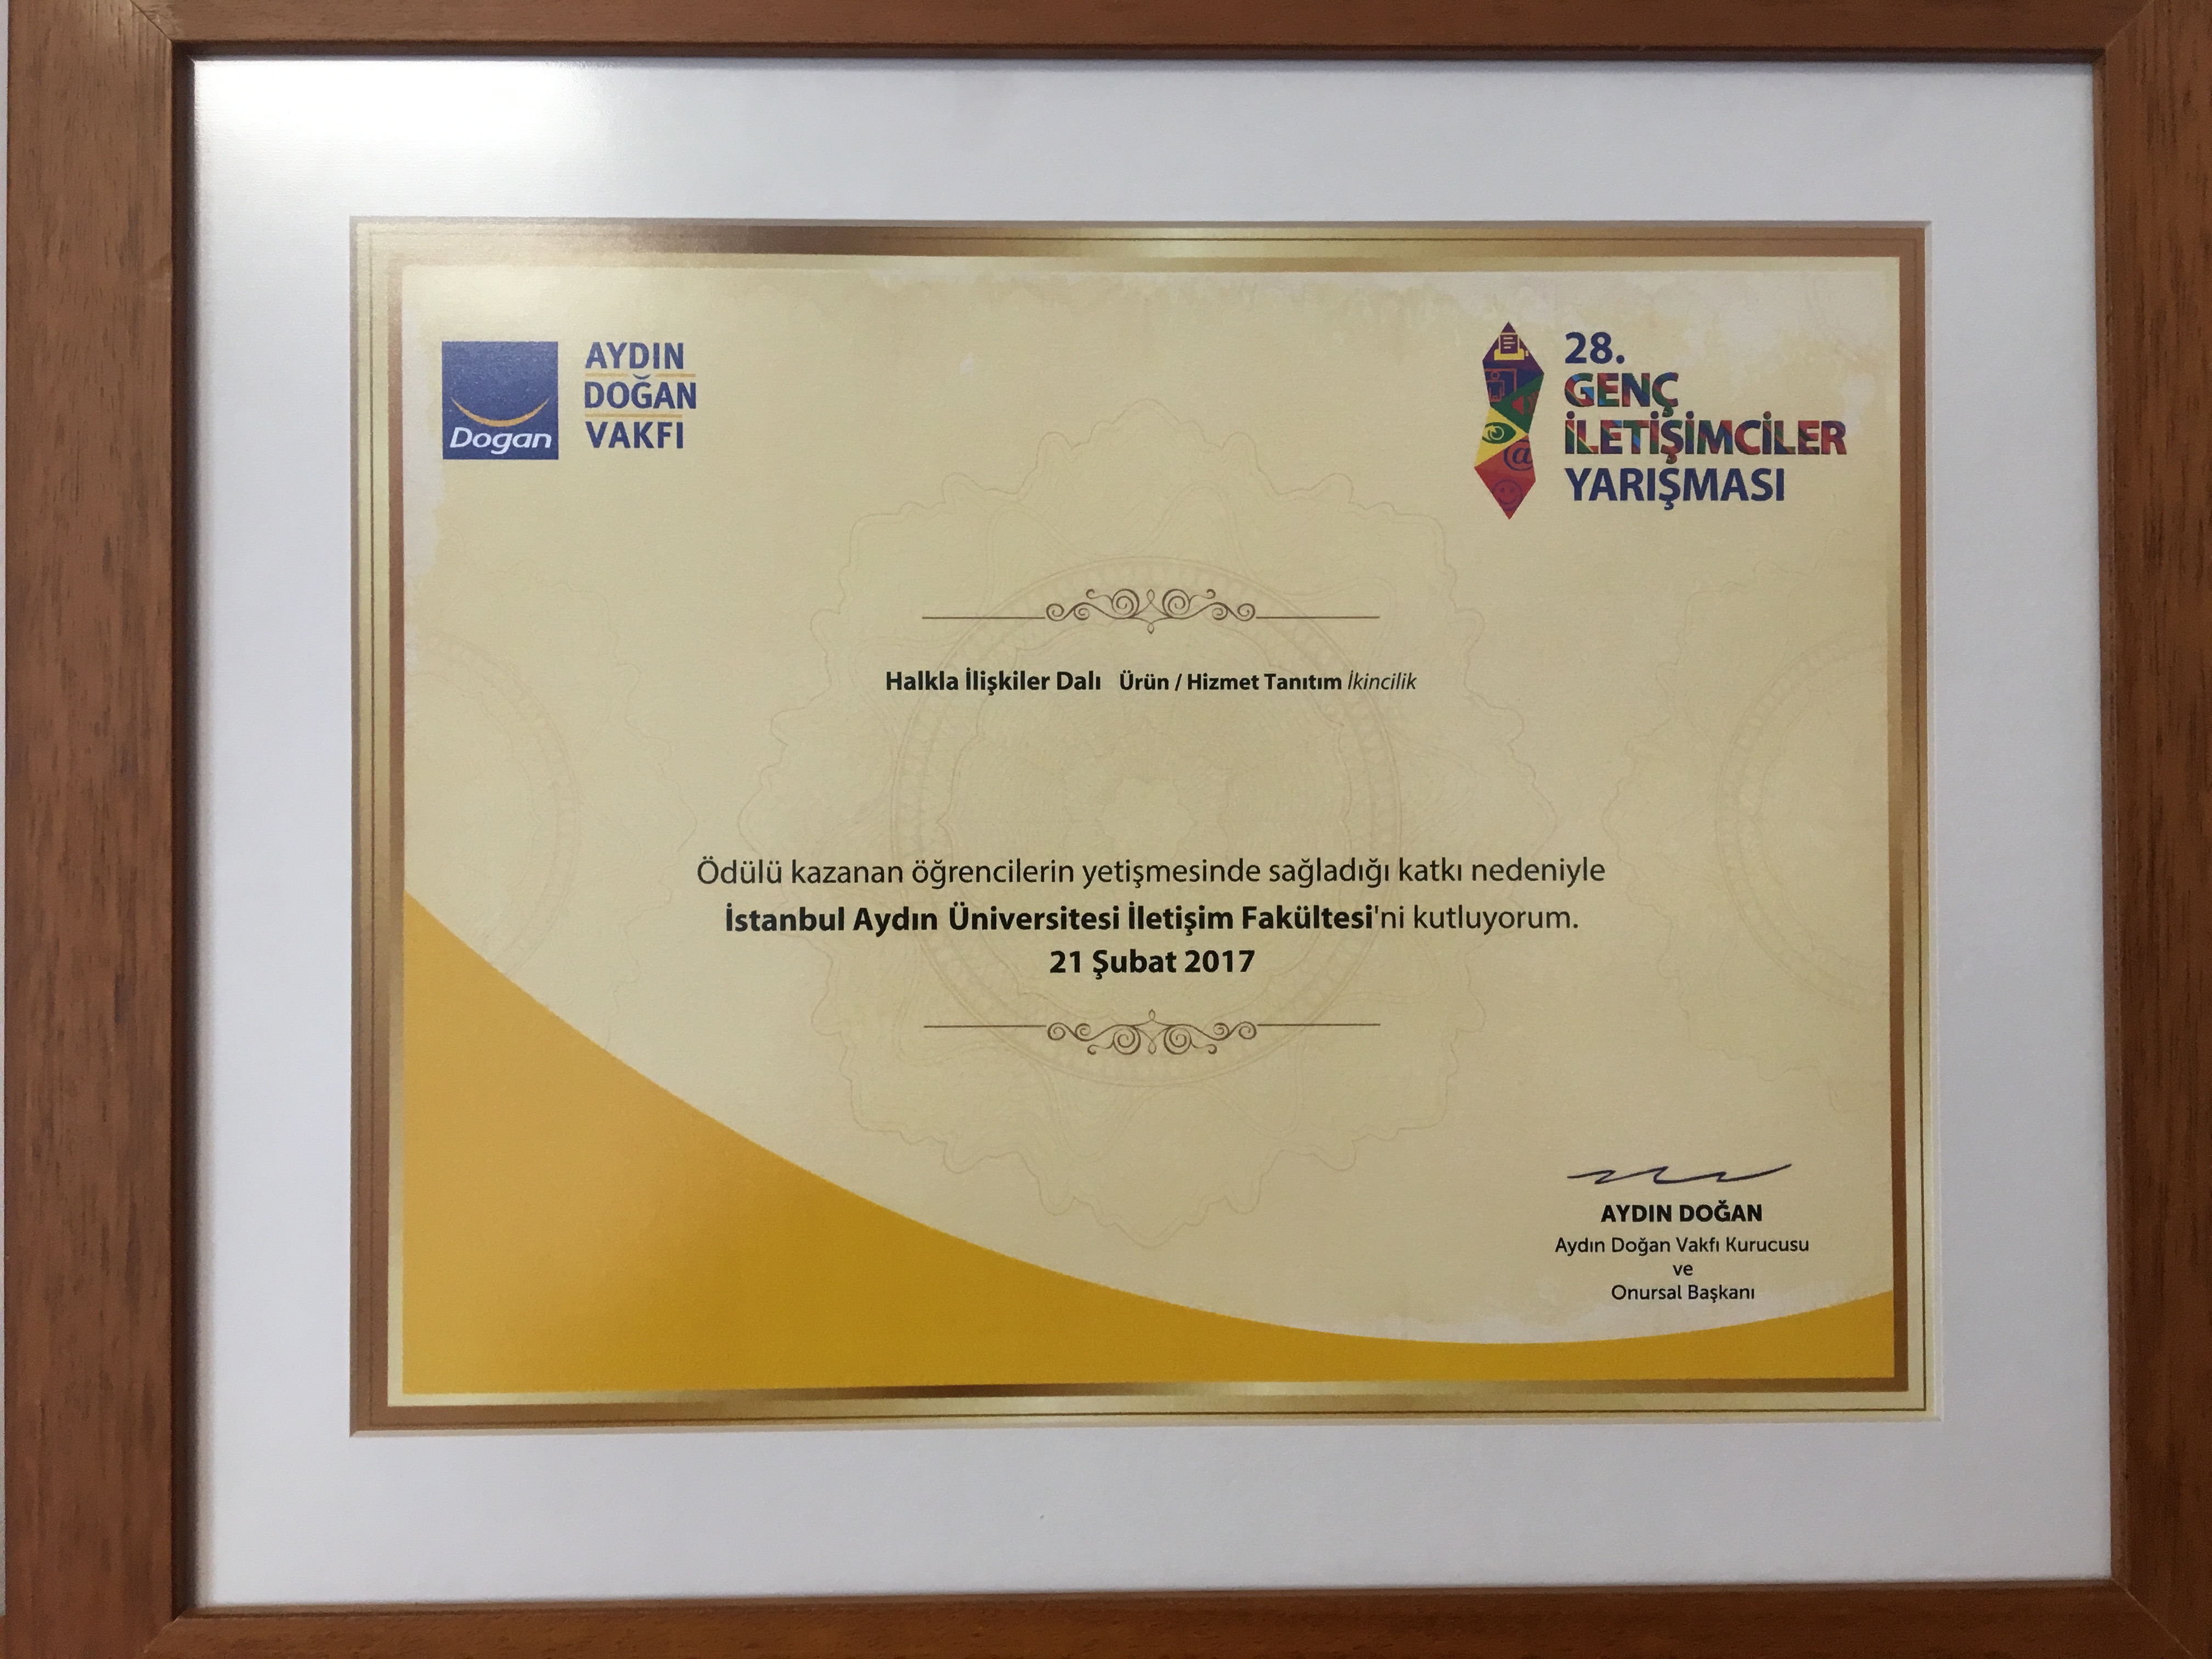 Dogan
AYDIN
DOĞAN
VAKFI
28.
GENÇ
İLETİŞİMCİLER
YARIŞMASI
Halkla İlişkiler Dalı Ürün / Hizmet Tanıtım İkincilik
Ödülü kazanan öğrencilerin yetişmesinde sağladığı katkı nedeniyle
İstanbul Aydın Üniversitesi İletişim Fakültesi'ni kutluyorum.
21 Şubat 2017
AYDIN DOĞAN
Aydın Doğan Vakfı Kurucusu
ve
Onursal Başkanı